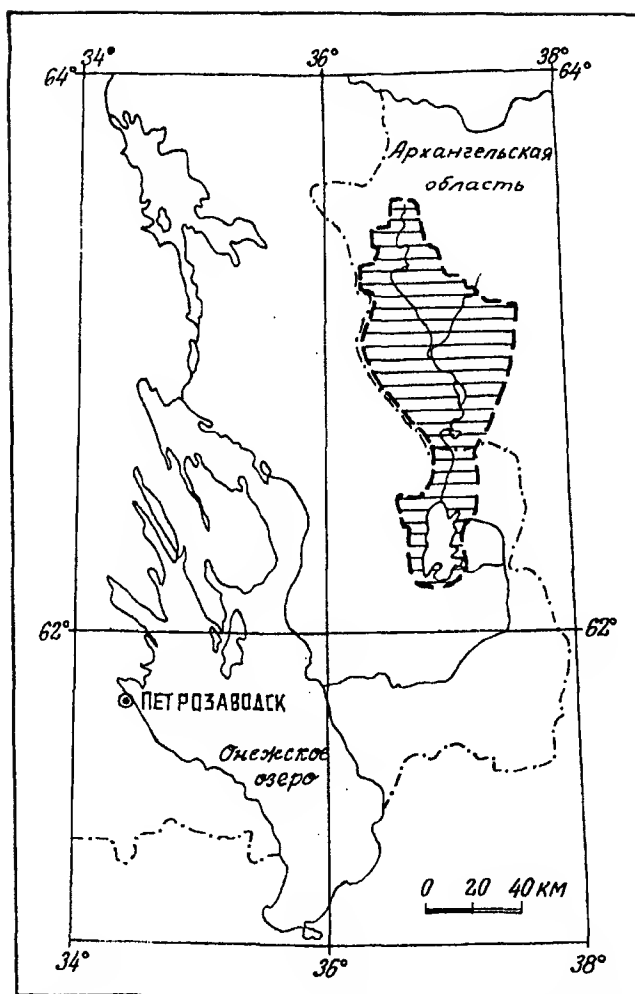 34°
36°
38°
64°
64°
Архангельская
область
62°
62°
ПЕТРОЗАВОДСК
Онежское
озеро
0 20 40 км
34°
36°
38°